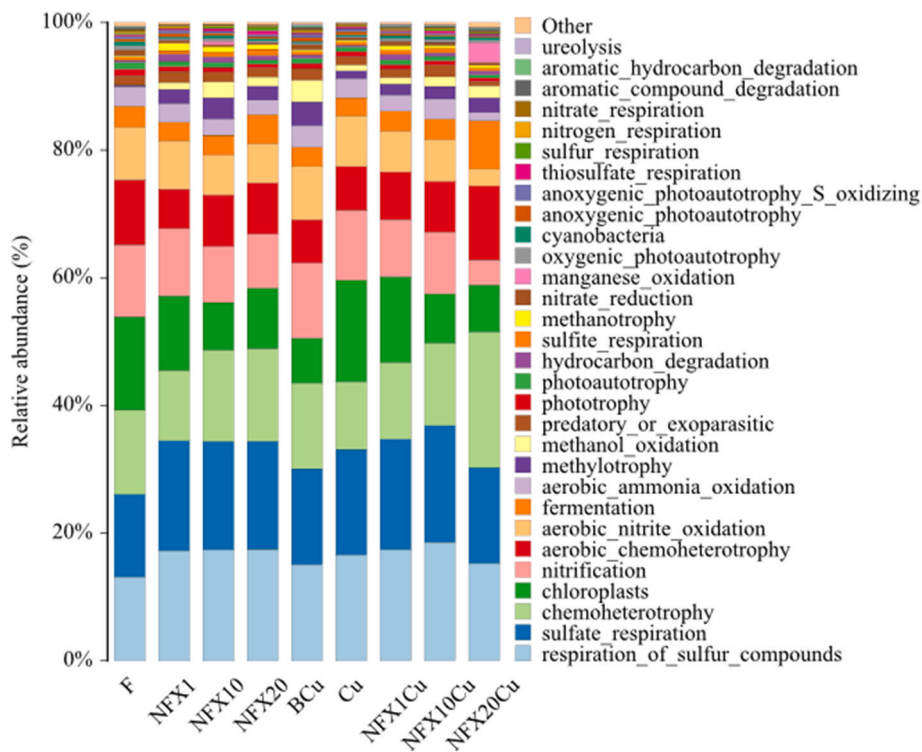 Relative abundance (%)
100%
80%
60%
40%
20%
0%
F
NFX1
NFX10
NFX20
BCu
Cu
NFX1Cu
NFX10Cu
NFX20Cu
Other
ureolysis
aromatic_hydrocarbon_degradation
aromatic_compound_degradation
nitrate_respiration
nitrogen_respiration
sulfur_respiration
thiosulfate_respiration
anoxygenic_photoautotrophy_S_oxidizing
anoxygenic_photoautotrophy
cyanobacteria
oxygenic_photoautotrophy
manganese_oxidation
nitrate_reduction
methanotrophy
sulfite_respiration
hydrocarbon_degradation
photoautotrophy
phototrophy
predatory_or_exoparasitic
methanol_oxidation
methylotrophy
aerobic_ammonia_oxidation
fermentation
aerobic_nitrite_oxidation
aerobic_chemoheterotrophy
nitrification
chloroplasts
chemoheterotrophy
sulfate_respiration
respiration_of_sulfur_compounds